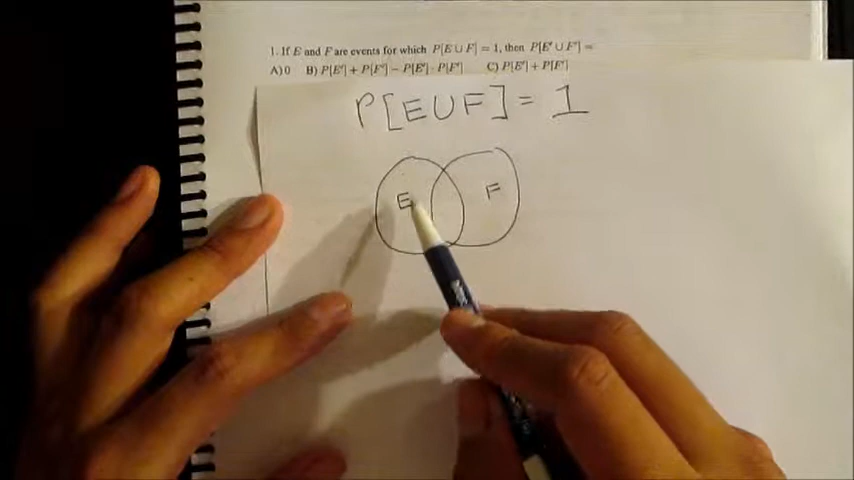 1. If E and F are events for which P[E ∪ F] = 1, then P[E' ∪ F'] =
A) 0 B) P[E'] + P[F'] − P[E'] · P[F'] C) P[E'] + P[F']
P[E∪F] = 1
E F